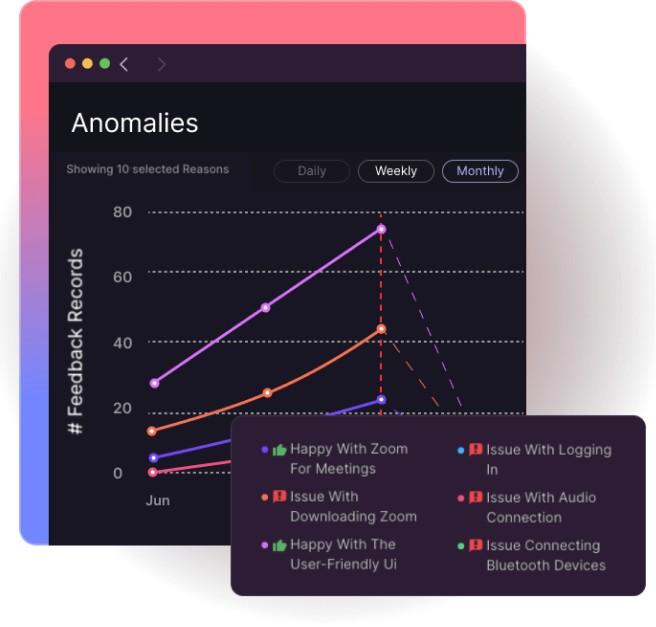 Anomalies
Showing 10 selected Reasons
Daily
Weekly
Monthly
80
60
40
20
0
# Feedback Records
Jun
Happy With Zoom
For Meetings
Issue With
Downloading Zoom
Happy With The
User-Friendly Ui
Issue With Logging
In
Issue With Audio
Connection
Issue Connecting
Bluetooth Devices